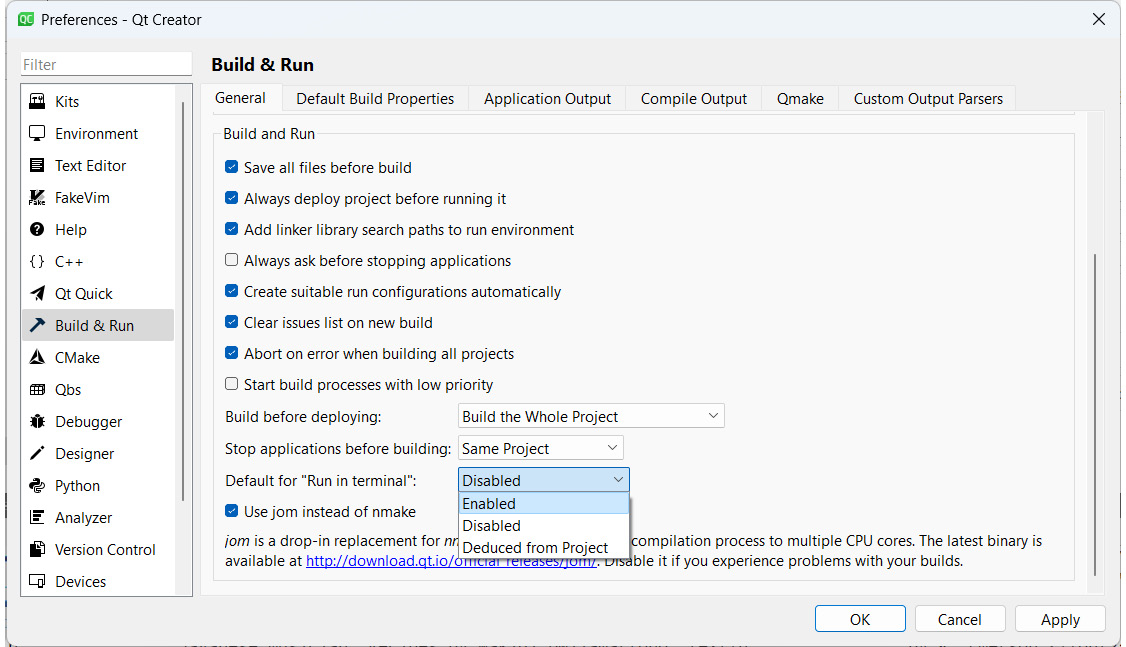 Preferences - Qt Creator
Filter
Build & Run
Kits
Environment
Text Editor
FakeVim
Help
C++
Qt Quick
Build & Run
CMake
Qbs
Debugger
Designer
Python
Analyzer
Version Control
Devices
General
Default Build Properties
Application Output
Compile Output
Qmake
Custom Output Parsers
Build and Run
Save all files before build
Always deploy project before running it
Add linker library search paths to run environment
Always ask before stopping applications
Create suitable run configurations automatically
Clear issues list on new build
Abort on error when building all projects
Start build processes with low priority
Build before deploying: Build the Whole Project
Stop applications before building: Same Project
Default for "Run in terminal": Disabled
Enabled
Disabled
Deduced from Project
Use jom instead of nmake
jom is a drop-in replacement for compilation process to multiple CPU cores. The latest binary is
available at http://download.qt.io/official-releases/jom/. Disable it if you experience problems with your builds.
OK
Cancel
Apply